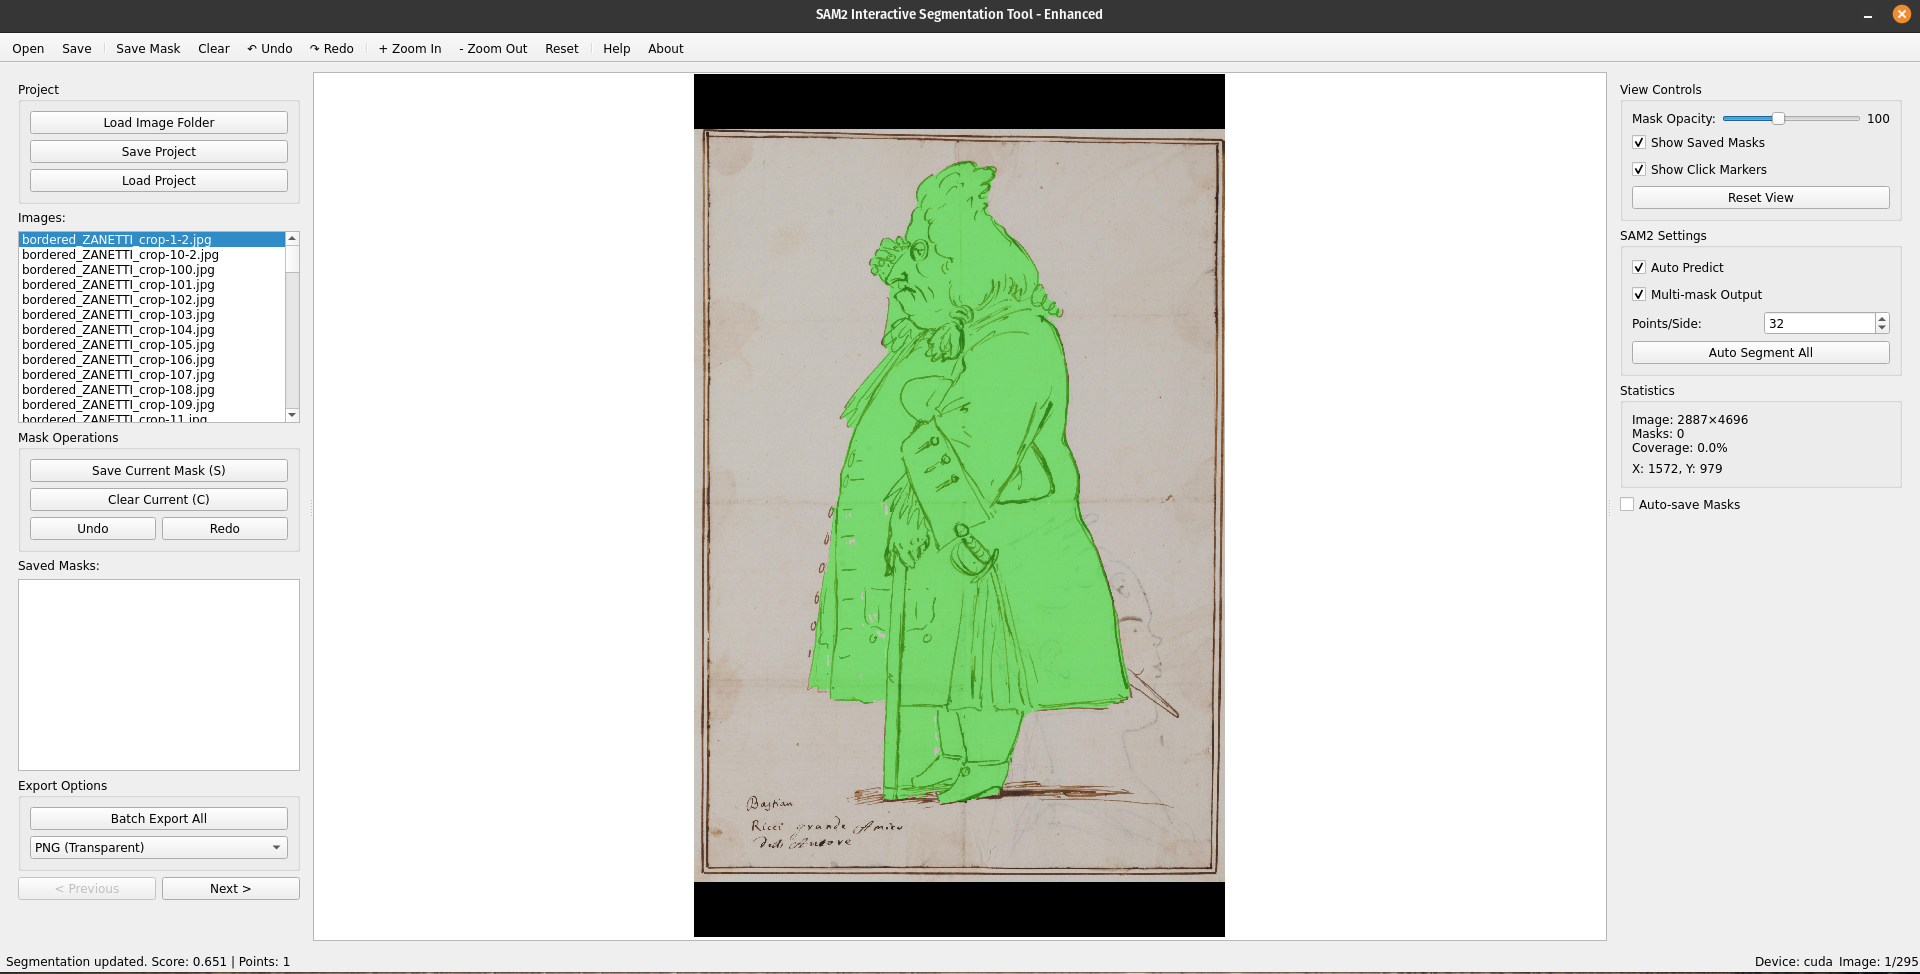 SAM2 Interactive Segmentation Tool - Enhanced
Open Save Save Mask Clear ↶ Undo ↷ Redo + Zoom In - Zoom Out Reset Help About
Project
Load Image Folder
Save Project
Load Project
Images:
bordered_ZANETTI_crop-1-2.jpg
bordered_ZANETTI_crop-10-2.jpg
bordered_ZANETTI_crop-100.jpg
bordered_ZANETTI_crop-101.jpg
bordered_ZANETTI_crop-102.jpg
bordered_ZANETTI_crop-103.jpg
bordered_ZANETTI_crop-104.jpg
bordered_ZANETTI_crop-105.jpg
bordered_ZANETTI_crop-106.jpg
bordered_ZANETTI_crop-107.jpg
bordered_ZANETTI_crop-108.jpg
bordered_ZANETTI_crop-109.jpg
bordered_ZANETTI_crop-11.jpg
Mask Operations
Save Current Mask (S)
Clear Current (C)
Undo Redo
Saved Masks:
Export Options
Batch Export All
PNG (Transparent)
< Previous Next >
Bastian
Ricci grande Amico
Autore
View Controls
Mask Opacity: 100
Show Saved Masks
Show Click Markers
Reset View
SAM2 Settings
Auto Predict
Multi-mask Output
Points/Side: 32
Auto Segment All
Statistics
Image: 2887×4696
Masks: 0
Coverage: 0.0%
X: 1572, Y: 979
Auto-save Masks
Segmentation updated. Score: 0.651 | Points: 1
Device: cuda Image: 1/295